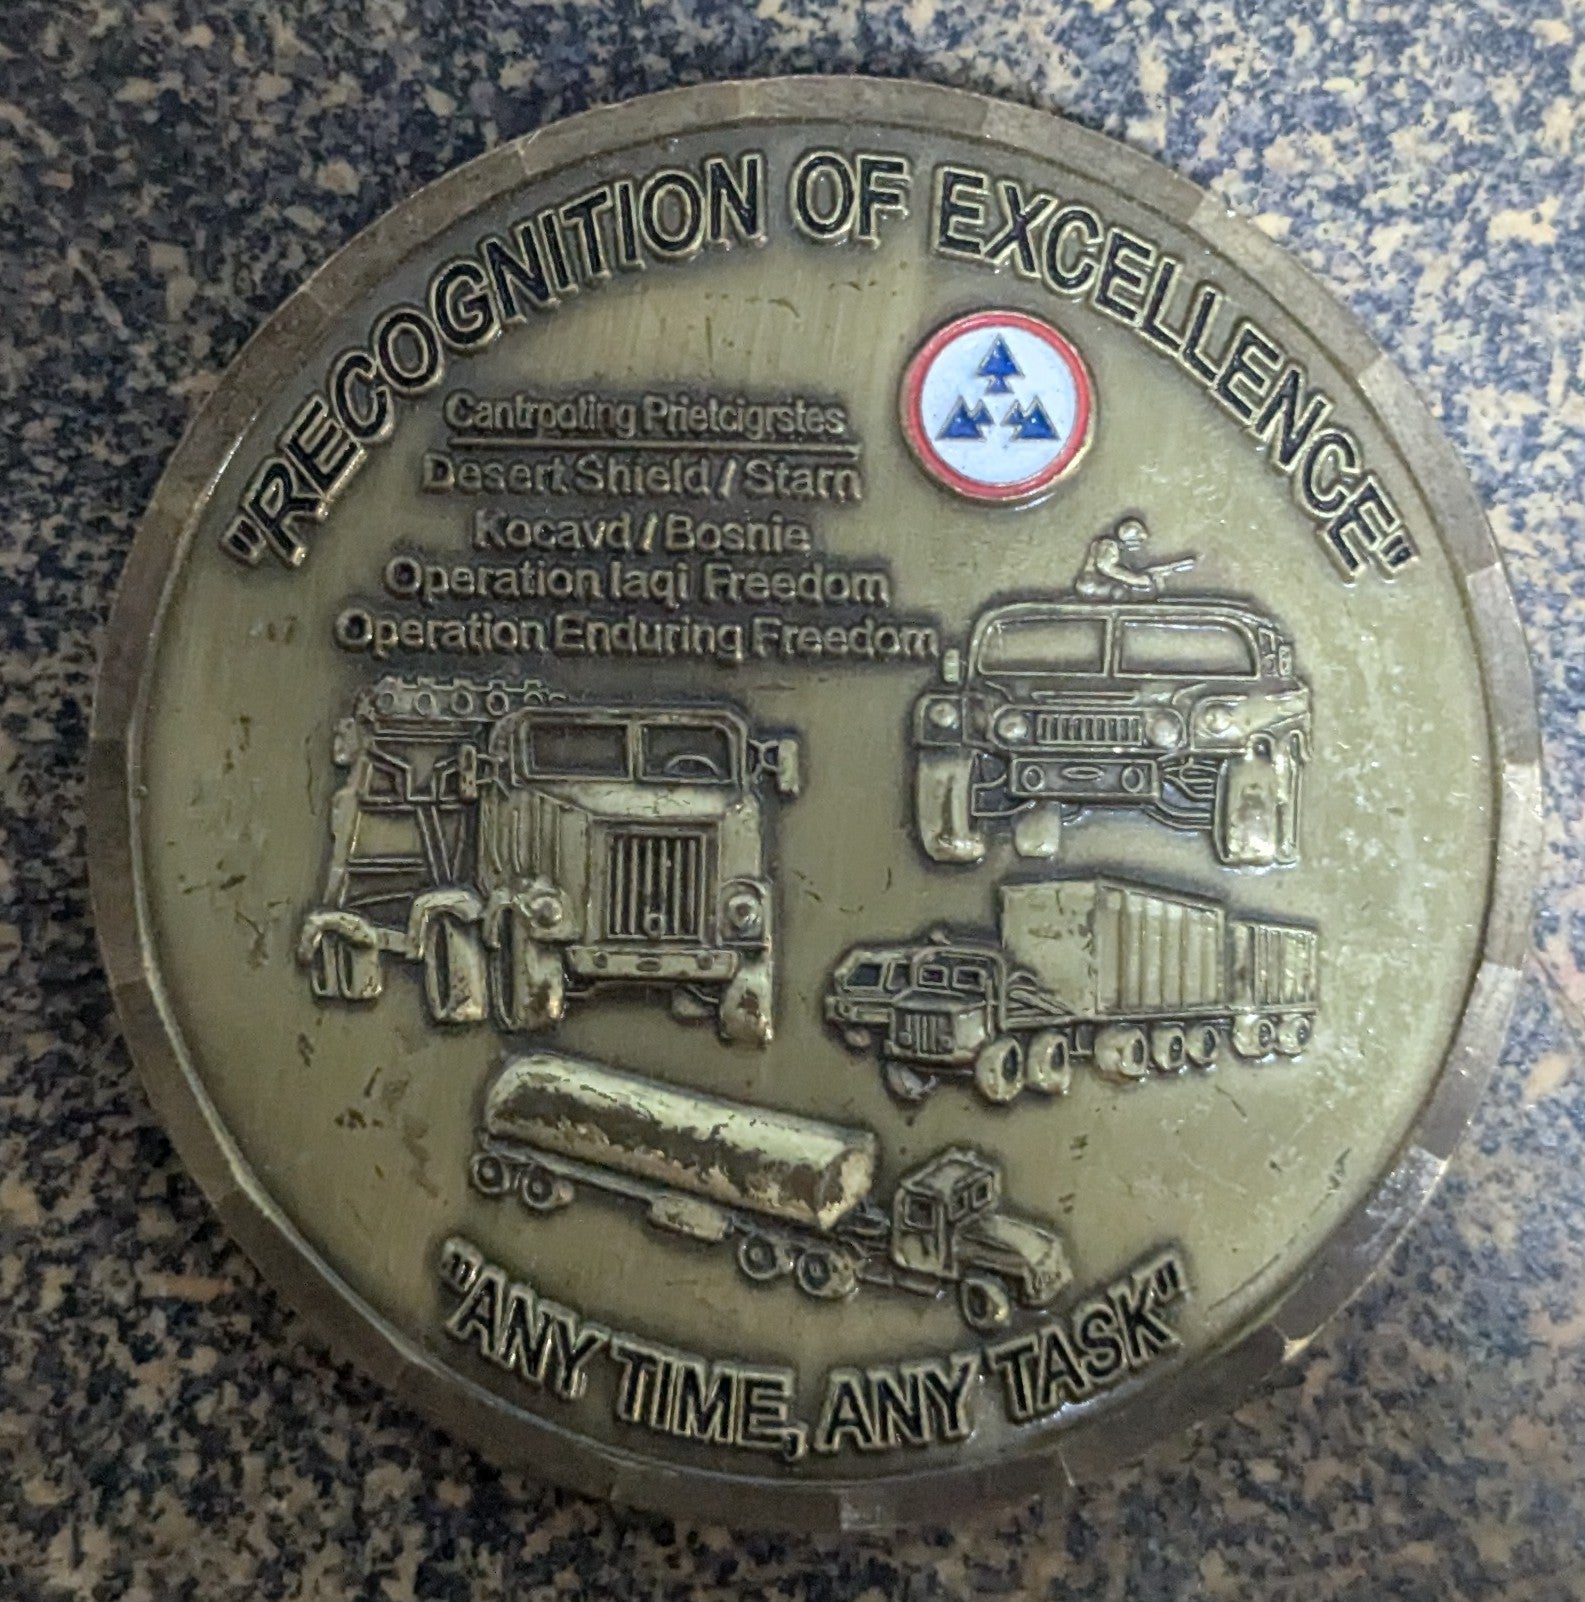 "RECOGNITION OF EXCELLENCE"
Cantrooting Prietcigrstes
Desert Shield / Starn
Kocavd / Bosnie
Operation Iaqi Freedom
Operation Enduring Freedom
"ANY TIME, ANY TASK"